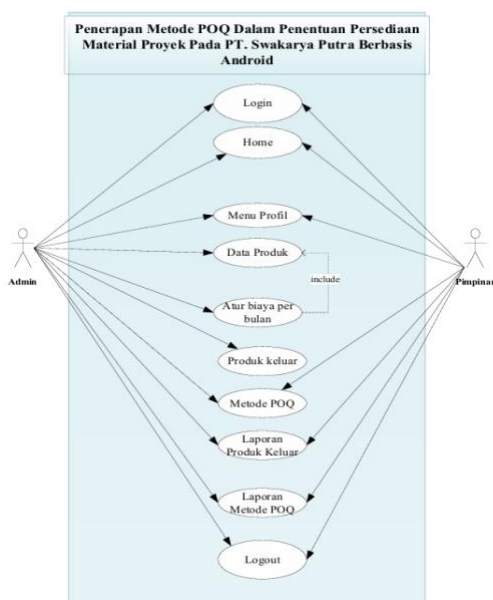 Penerapan Metode POQ Dalam Penentuan Persediaan
Material Proyek Pada PT. Swakarya Putra Berbasis
Android
Login
Home
Menu Profil
Data Produk
include
Admin
Pimpinan
Atur biaya per
bulan
Produk keluar
Metode POQ
Laporan
Produk Keluar
Laporan
Metode POQ
Logout